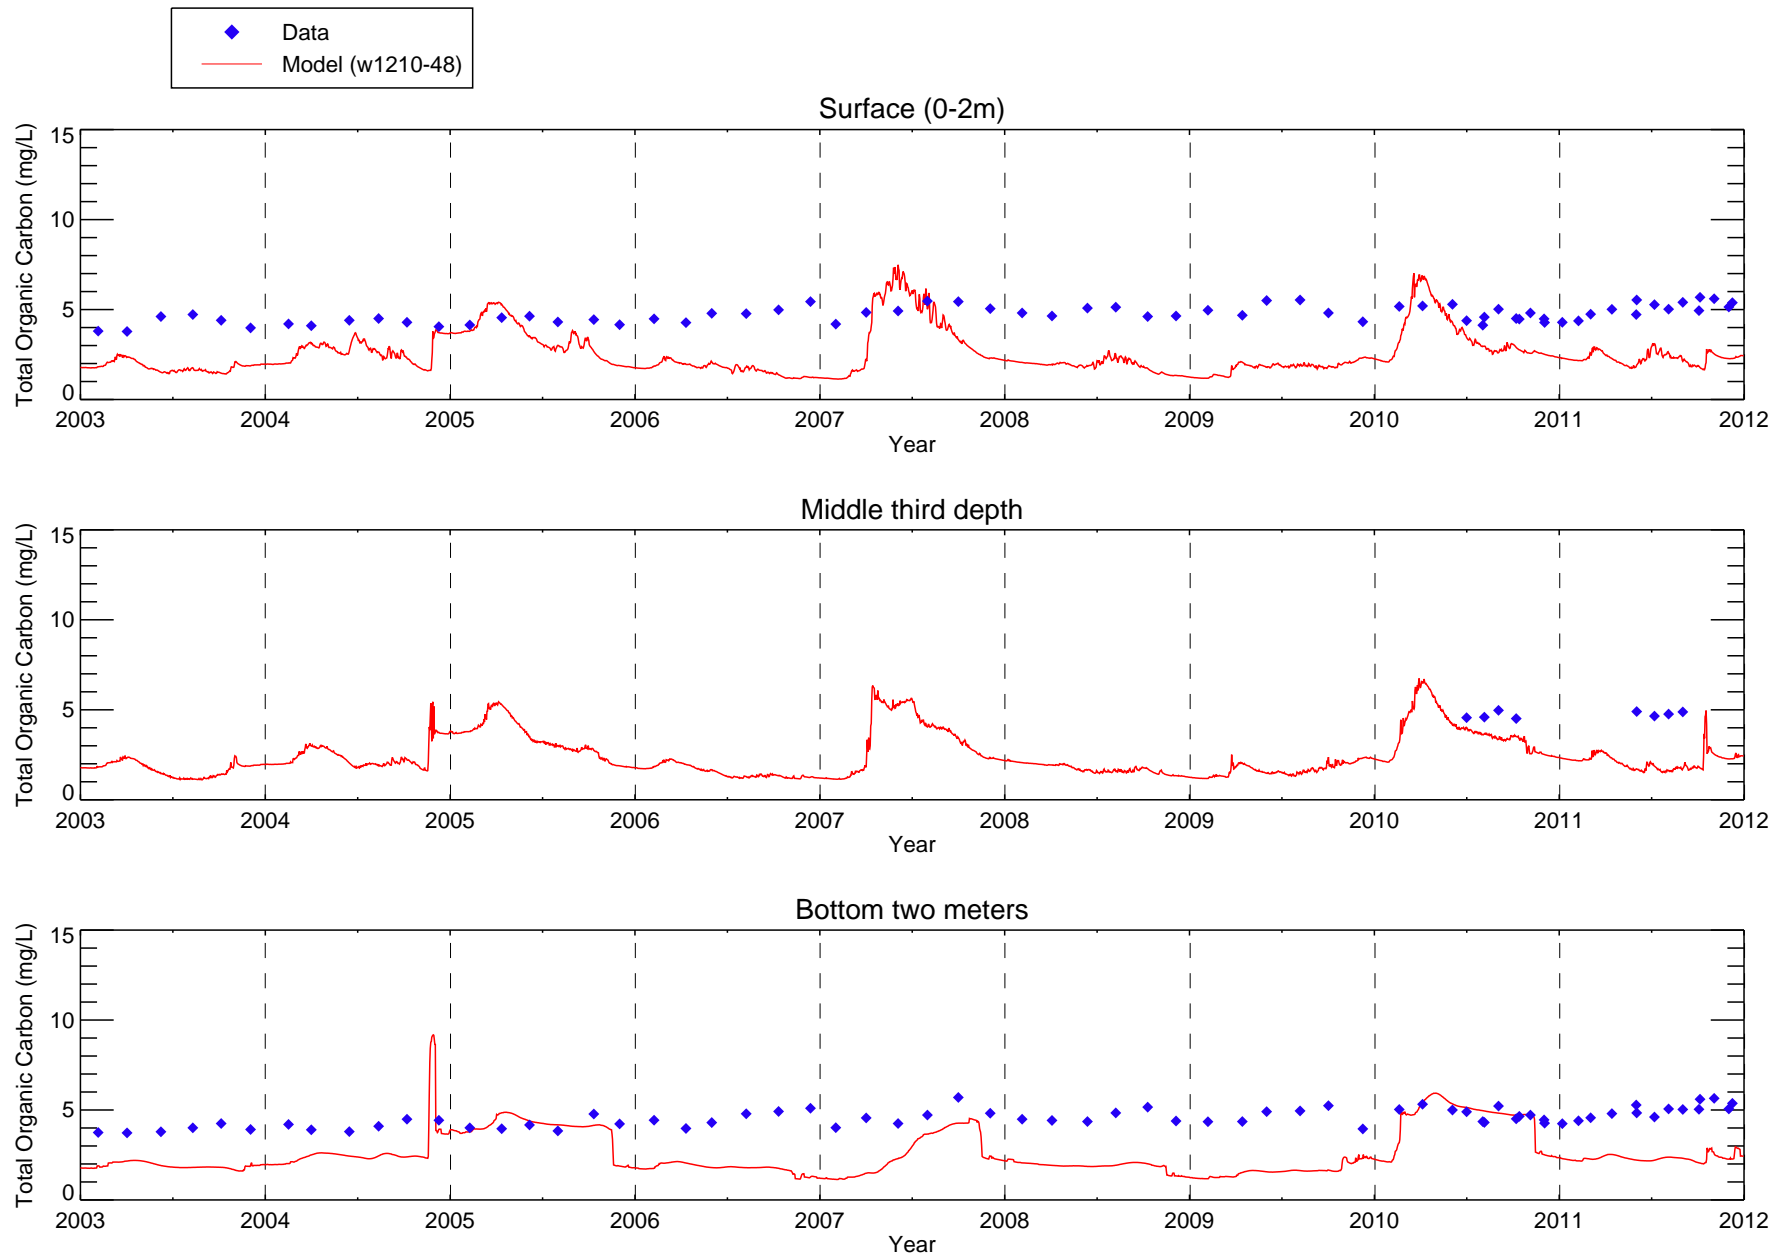 Data
Model (w1210-48)
Surface (0-2m)
Total Organic Carbon (mg/L)
15
10
5
0
2003 2004 2005 2006 2007 2008 2009 2010 2011 2012
Year
Middle third depth
Total Organic Carbon (mg/L)
15
10
5
0
2003 2004 2005 2006 2007 2008 2009 2010 2011 2012
Year
Bottom two meters
Total Organic Carbon (mg/L)
15
10
5
0
2003 2004 2005 2006 2007 2008 2009 2010 2011 2012
Year